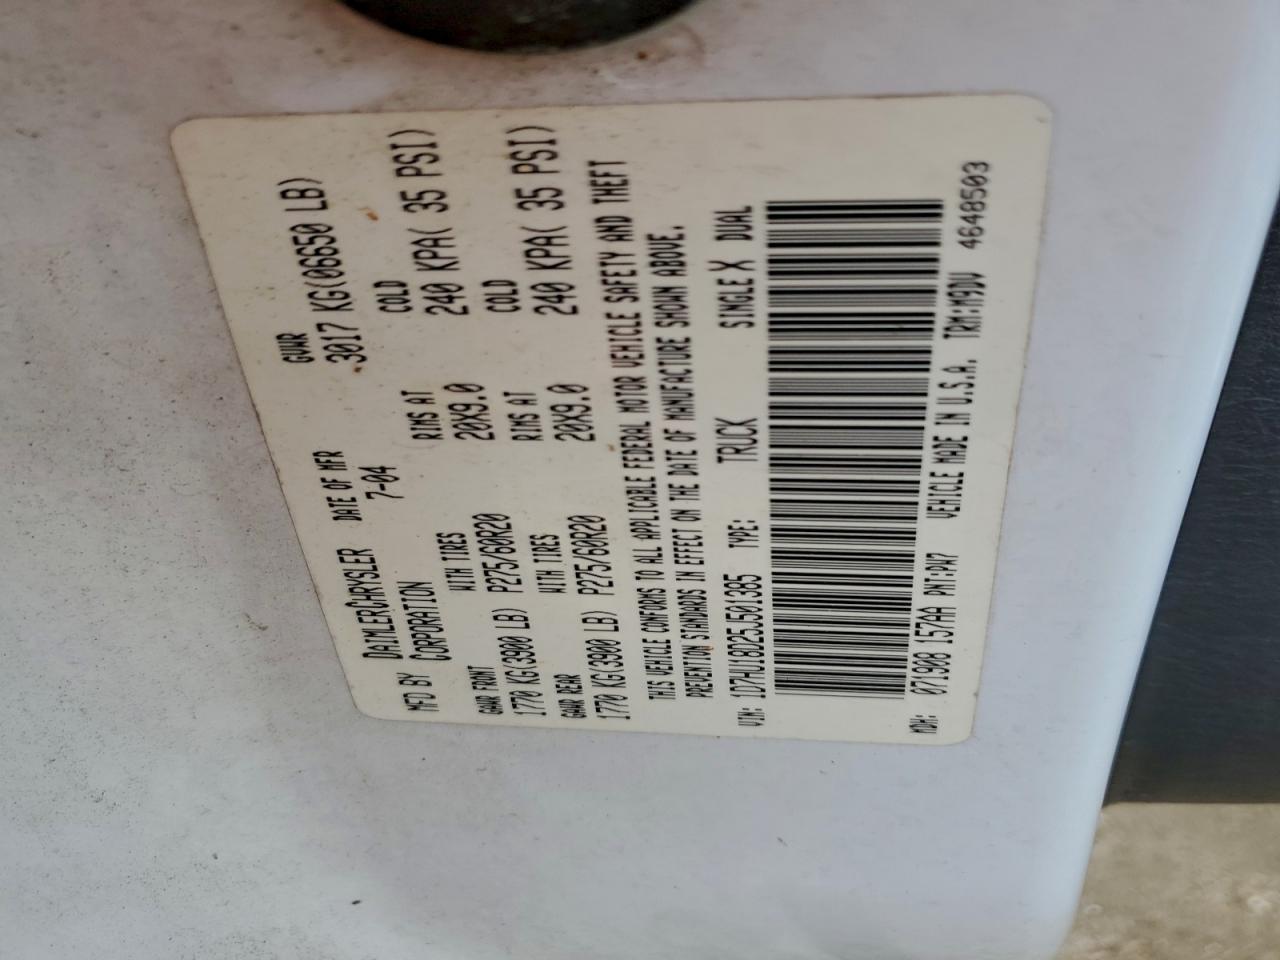 MFD BY DAIMLERCHRYSLER CORPORATION DATE OF MFR 7-04 GVWR 3017 KG(06650 LB)
GAWR FRONT WITH TIRES RIMS AT COLD
1770 KG(3900 LB) P275/60R20 20X9.0 240 KPA( 35 PSI)
GAWR REAR WITH TIRES RIMS AT COLD
1770 KG(3900 LB) P275/60R20 20X9.0 240 KPA( 35 PSI)
THIS VEHICLE CONFORMS TO ALL APPLICABLE FEDERAL MOTOR VEHICLE SAFETY AND THEFT
PREVENTION STANDARDS IN EFFECT ON THE DATE OF MANUFACTURE SHOWN ABOVE.
VIN: 1D7HU18D25J501385 TYPE: TRUCK SINGLE X DUAL
MDH: 071908 157AA PNT:PW7 VEHICLE MADE IN U.S.A. TRM:M9DV 4648503